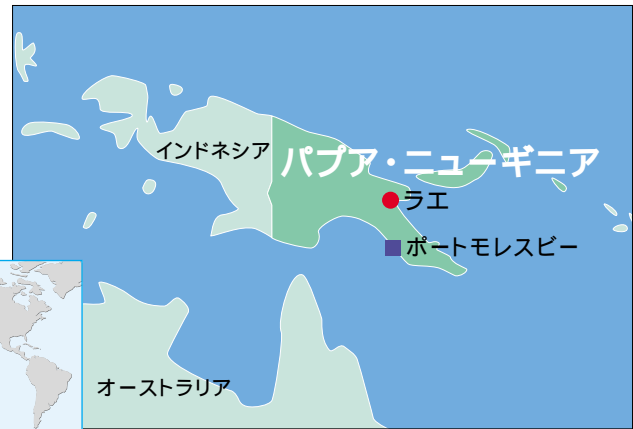 インドネシア
パプア・ニューギニア
ラエ
ポートモレスビー
オーストラリア